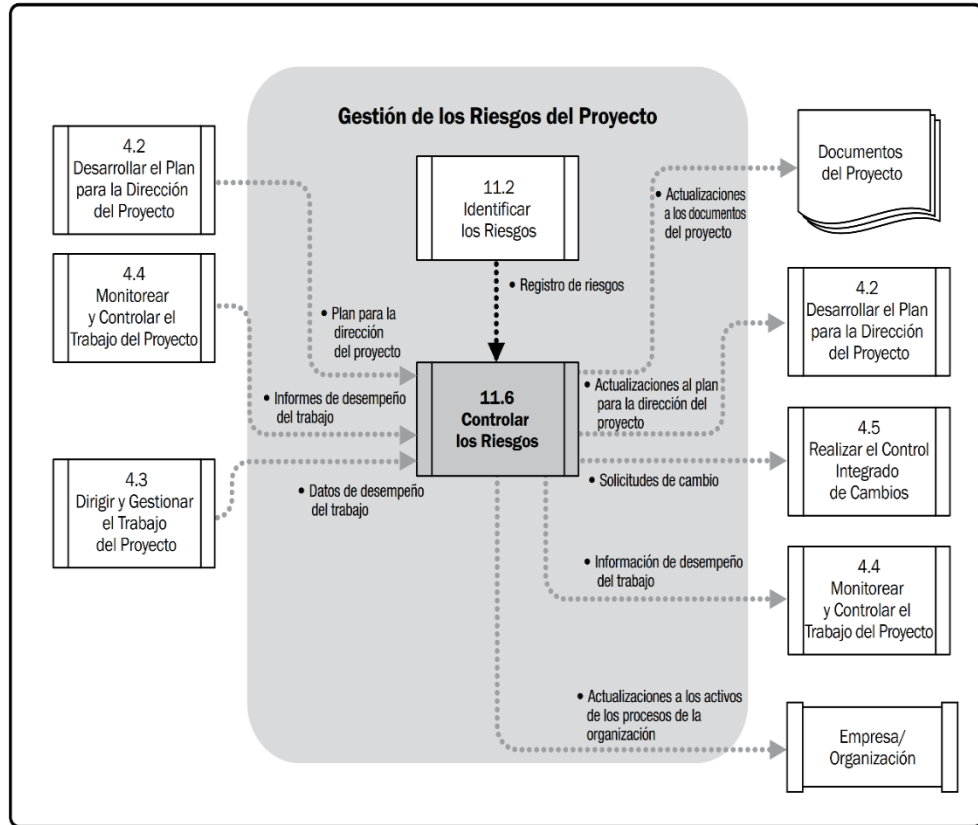 Gestión de los Riesgos del Proyecto
4.2
Desarrollar el Plan
para la Dirección
del Proyecto
4.4
Monitorear
y Controlar el
Trabajo del Proyecto
4.3
Dirigir y Gestionar
el Trabajo
del Proyecto
11.2
Identificar
los Riesgos
• Registro de riesgos
• Plan para la
dirección
del proyecto
• Informes de desempeño
del trabajo
• Datos de desempeño
del trabajo
11.6
Controlar
los Riesgos
• Actualizaciones
a los documentos
del proyecto
• Actualizaciones al plan
para la dirección del
proyecto
• Solicitudes de cambio
• Información de desempeño
del trabajo
• Actualizaciones a los activos
de los procesos de la
organización
Documentos
del Proyecto
4.2
Desarrollar el Plan
para la Dirección
del Proyecto
4.5
Realizar el Control
Integrado
de Cambios
4.4
Monitorear
y Controlar el
Trabajo del Proyecto
Empresa/
Organización